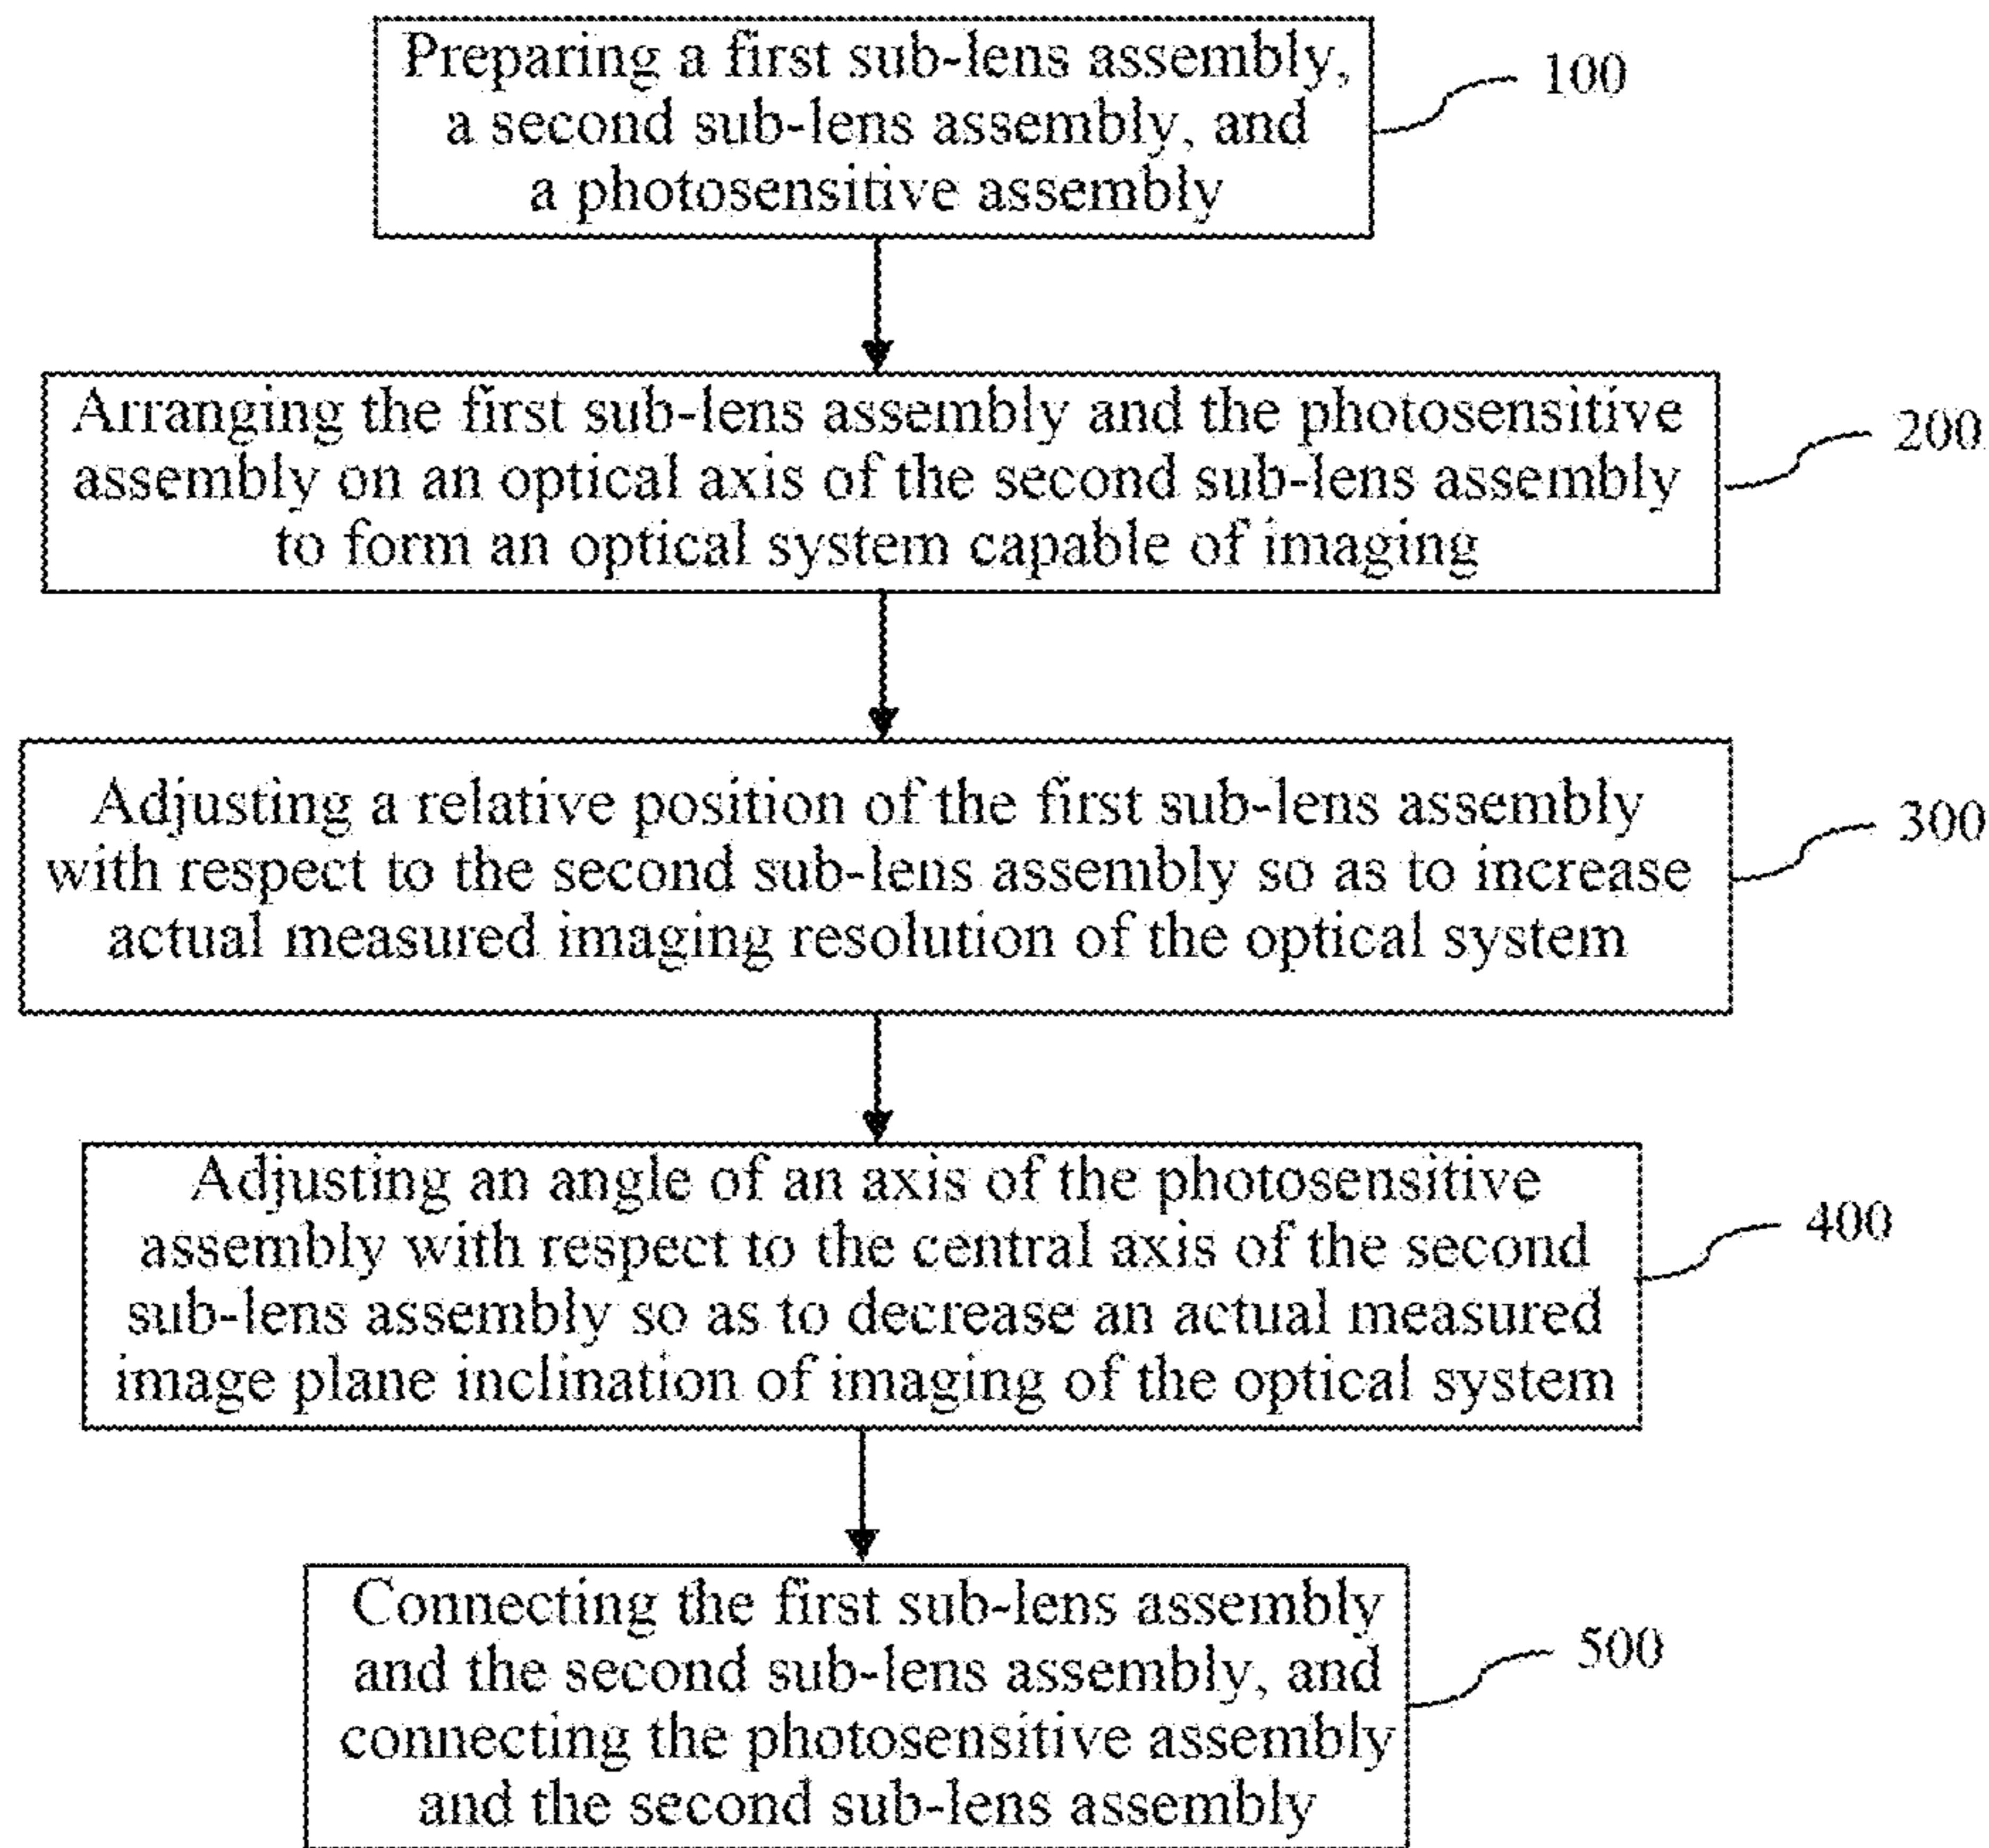 Preparing a first sub-lens assembly,
a second sub-lens assembly, and
a photosensitive assembly
100
Arranging the first sub-lens assembly and the photosensitive
assembly on an optical axis of the second sub-lens assembly
to form an optical system capable of imaging
200
Adjusting a relative position of the first sub-lens assembly
with respect to the second sub-lens assembly so as to increase
actual measured imaging resolution of the optical system
300
Adjusting an angle of an axis of the photosensitive
assembly with respect to the central axis of the second
sub-lens assembly so as to decrease an actual measured
image plane inclination of imaging of the optical system
400
Connecting the first sub-lens assembly
and the second sub-lens assembly, and
connecting the photosensitive assembly
and the second sub-lens assembly
500